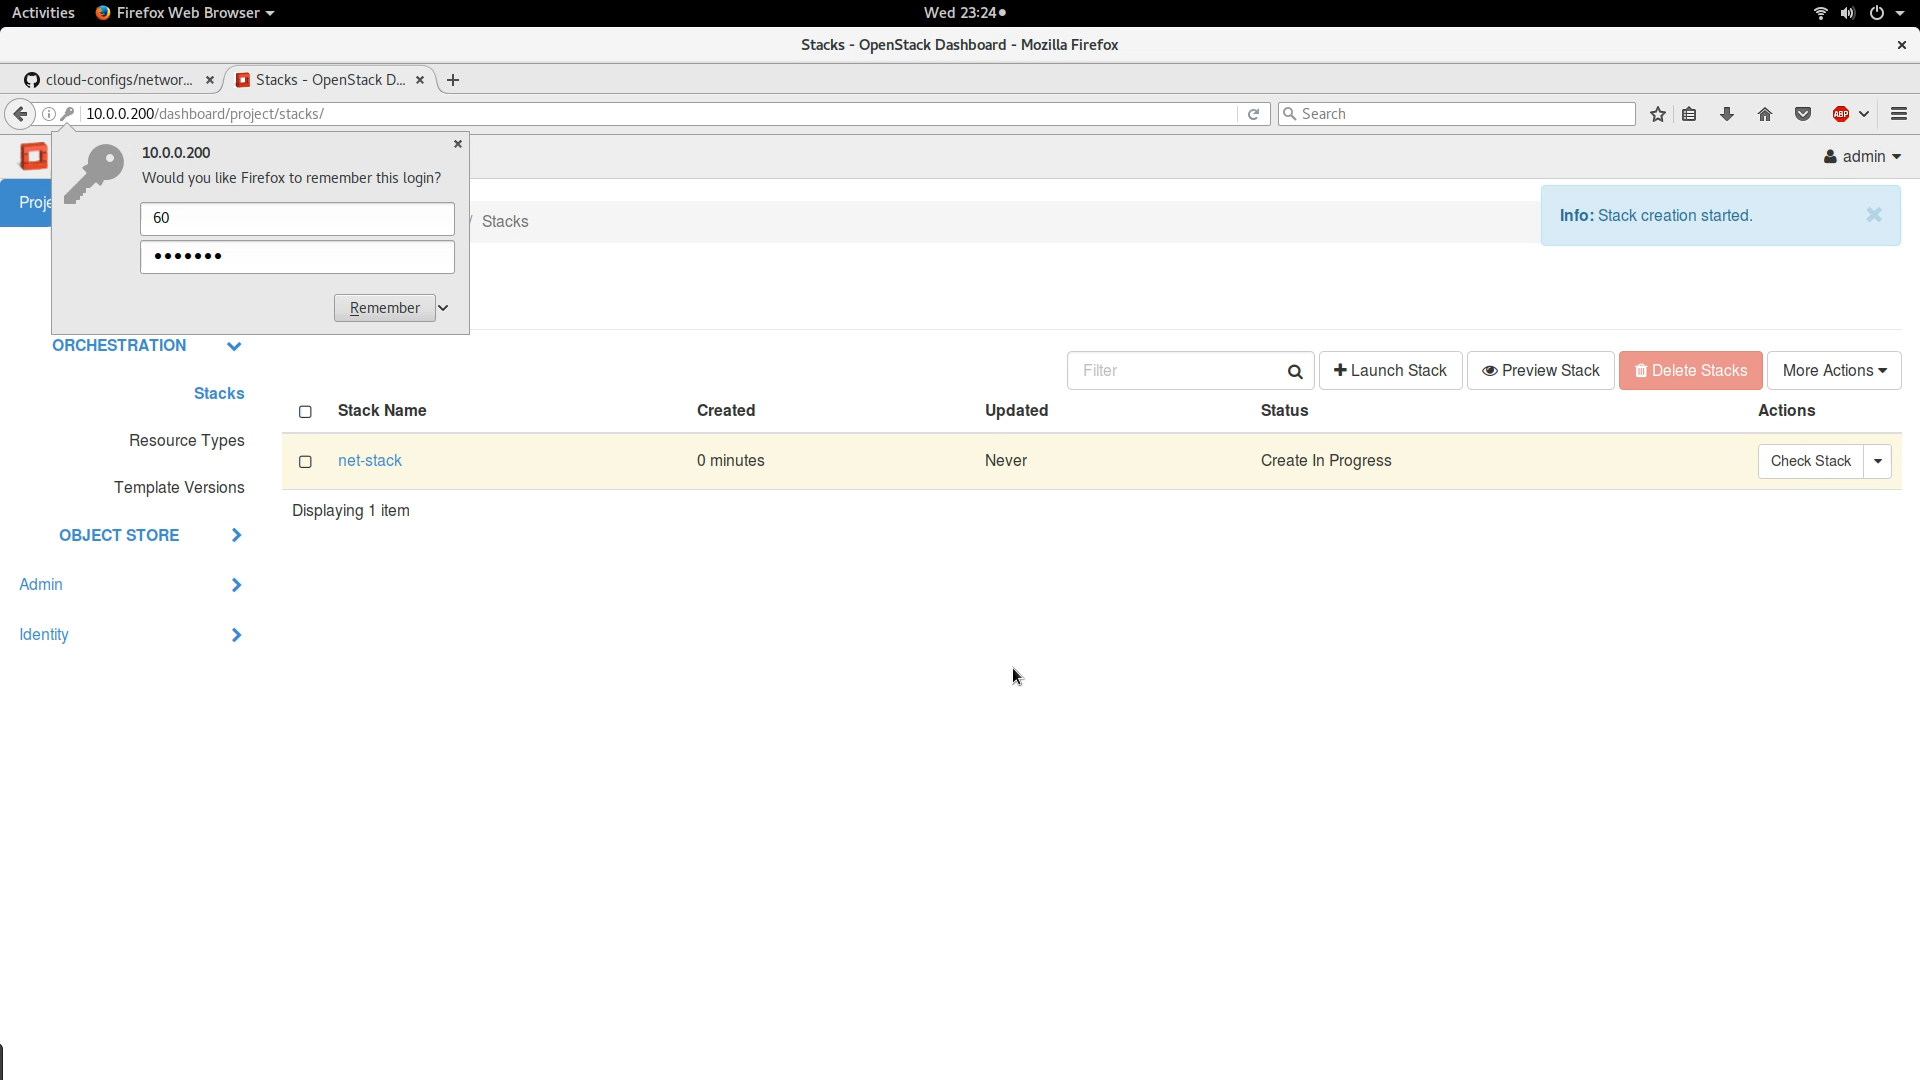 Activities Firefox Web Browser Wed 23:24
Stacks - OpenStack Dashboard - Mozilla Firefox
cloud-configs/networ... Stacks - OpenStack D...
10.0.0.200/dashboard/project/stacks/ Search ABP
10.0.0.200
Would you like Firefox to remember this login?
60
•••••••
Remember
admin
Proje
/ Stacks
Info: Stack creation started.
ORCHESTRATION
Stacks
Resource Types
Template Versions
OBJECT STORE
Admin
Identity
Filter Launch Stack Preview Stack Delete Stacks More Actions
Stack Name Created Updated Status Actions
net-stack 0 minutes Never Create In Progress Check Stack
Displaying 1 item